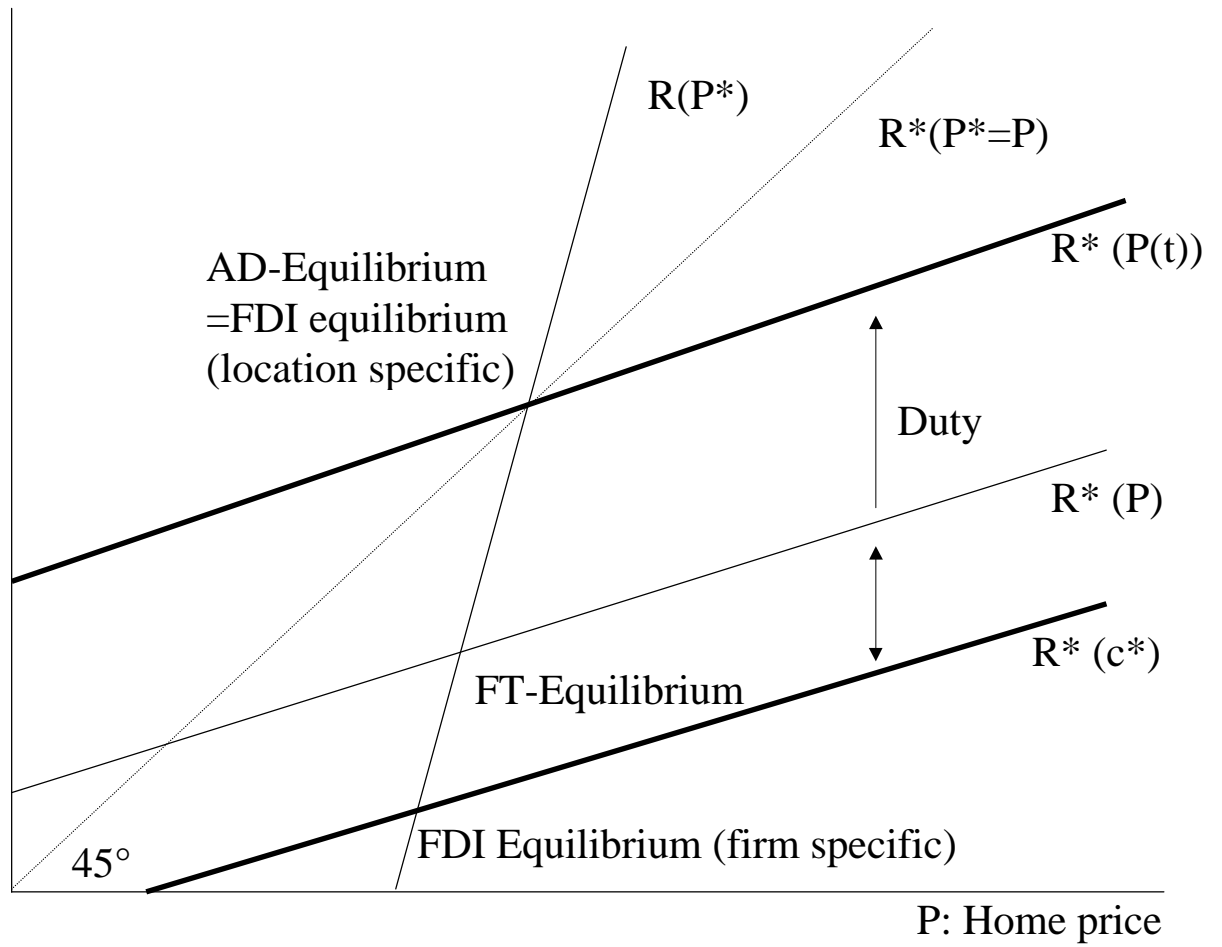 R(P*)
R*(P*=P)
R* (P(t))
AD-Equilibrium
=FDI equilibrium
(location specific)
Duty
R* (P)
R* (c*)
FT-Equilibrium
FDI Equilibrium (firm specific)
45°
P: Home price